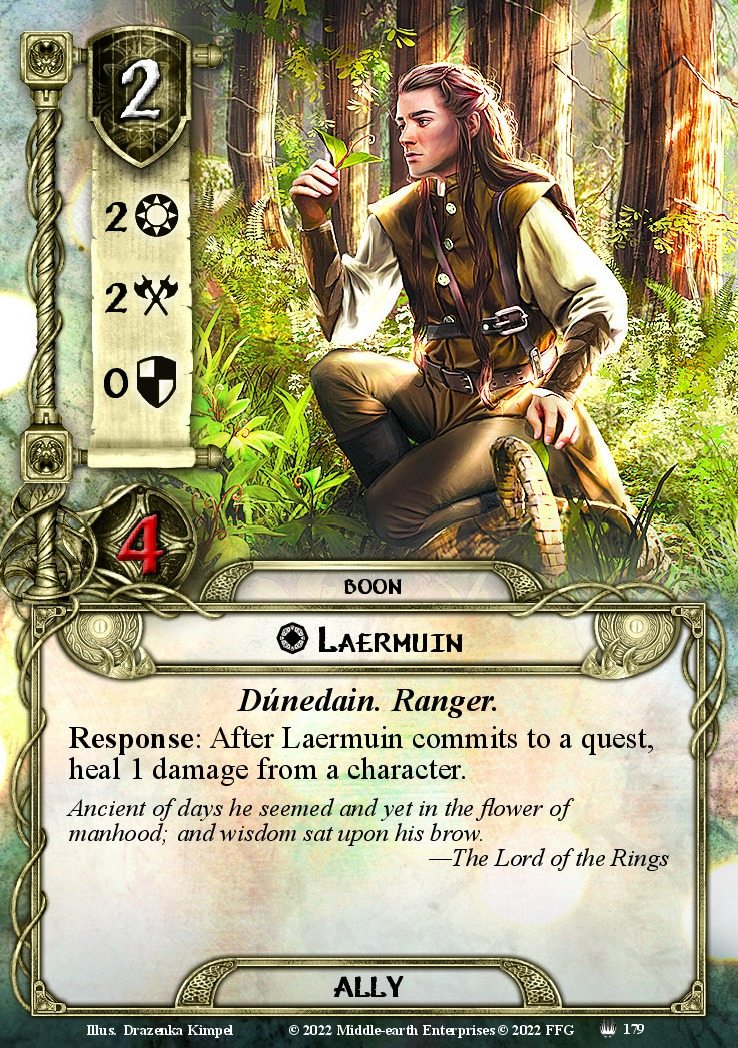 2
2
2
0
4
BOON
LAERMUIN
Dúnedain. Ranger.
Response: After Laermuin commits to a quest,
heal 1 damage from a character.
Ancient of days he seemed and yet in the flower of
manhood; and wisdom sat upon his brow.
—The Lord of the Rings
ALLY
Illus. Drazenka Kimpel © 2022 Middle-earth Enterprises © 2022 FFG 179